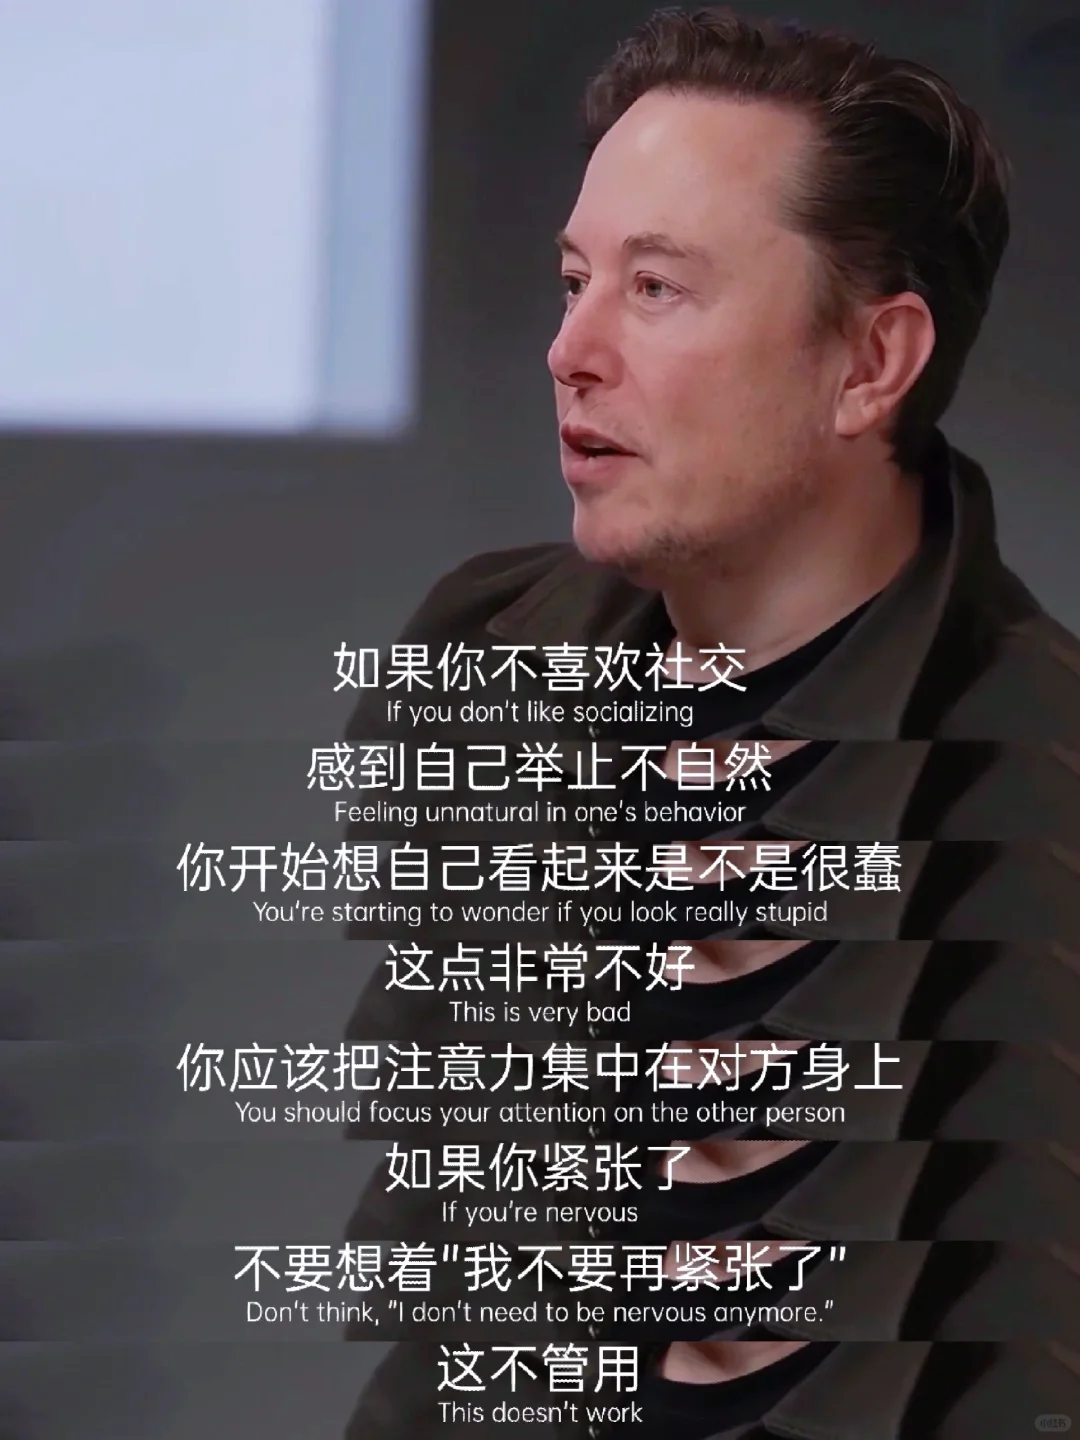 如果你不喜欢社交
If you don't like socializing
感到自己举止不自然
Feeling unnatural in one's behavior
你开始想自己看起来是不是很蠢
You're starting to wonder if you look really stupid
这点非常不好
This is very bad
你应该把注意力集中在对方身上
You should focus your attention on the other person
如果你紧张了
If you're nervous
不要想着"我不要再紧张了"
Don't think, "I don't need to be nervous anymore."
这不管用
This doesn't work
小红书